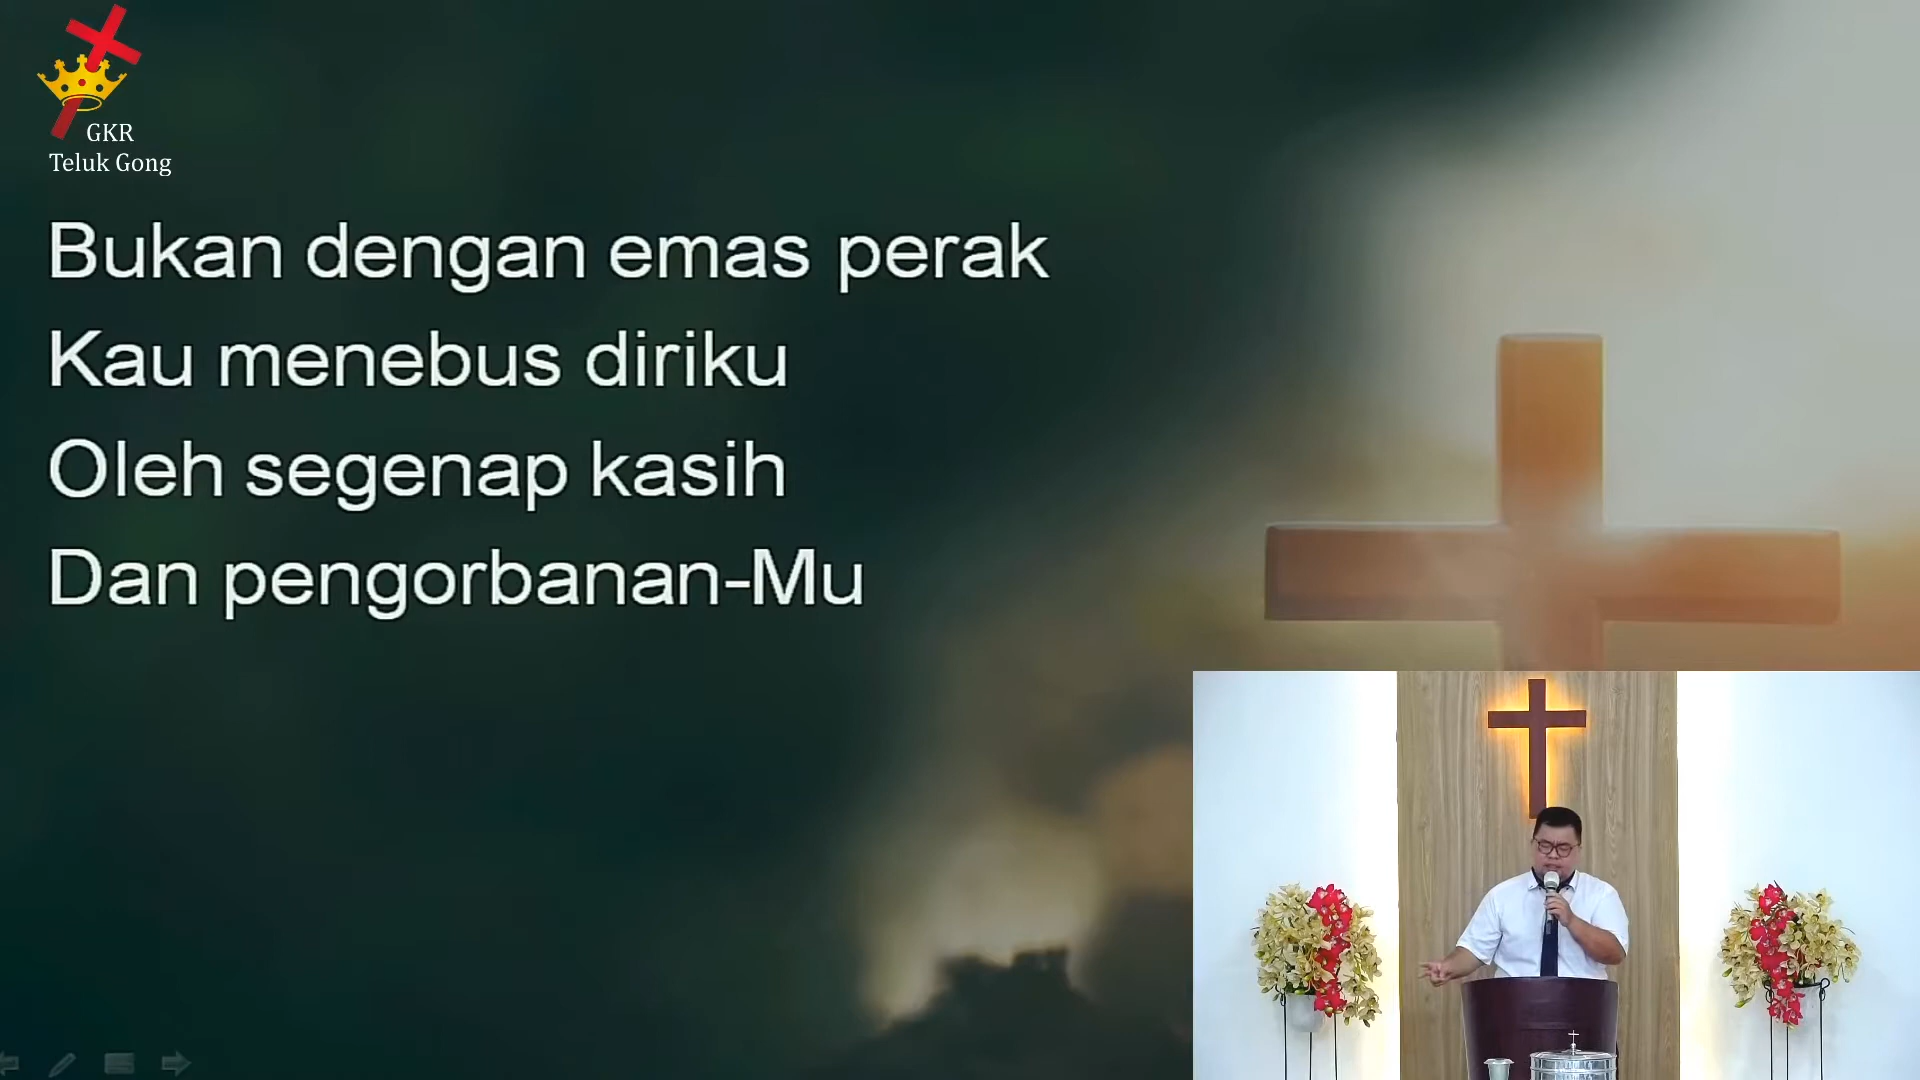 GKR
Teluk Gong
Bukan dengan emas perak
Kau menebus diriku
Oleh segenap kasih
Dan pengorbanan-Mu